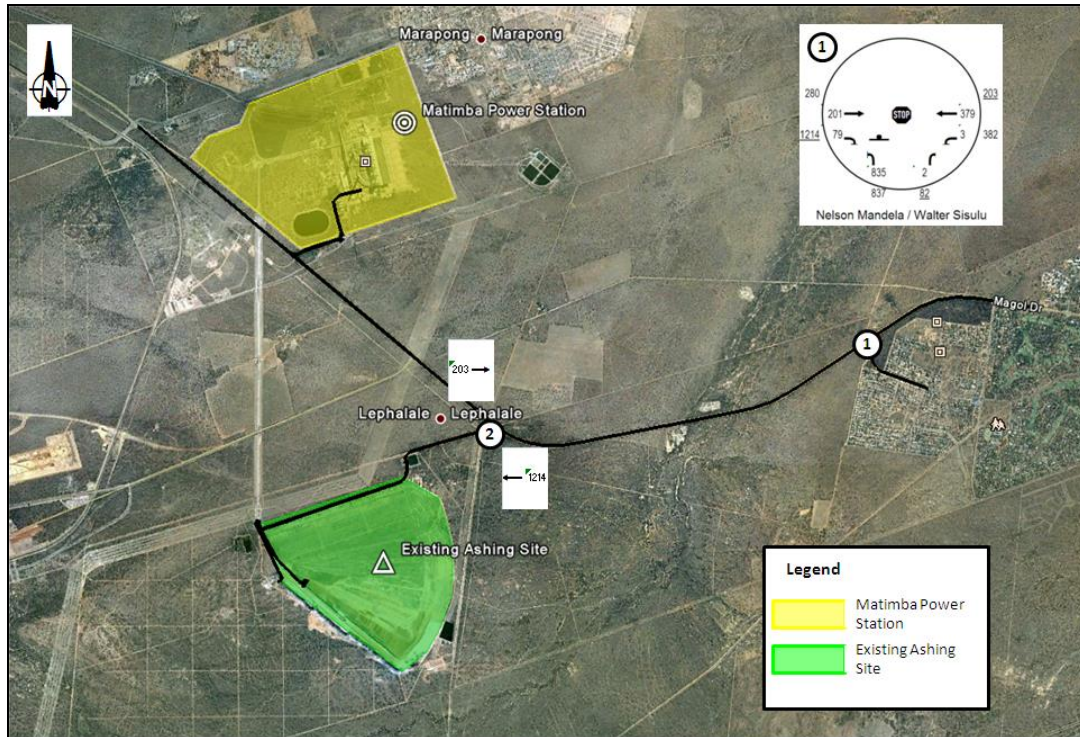 Marapong
Marapong
N
Matimba Power Station
1
280
203
201
STOP
379
1214
79
3
382
835
2
837
82
Nelson Mandela / Walter Sisulu
Magol Dr
1
203
Lephalale
Lephalale
2
1214
Existing Ashing Site
Legend
Matimba Power
Station
Existing Ashing
Site